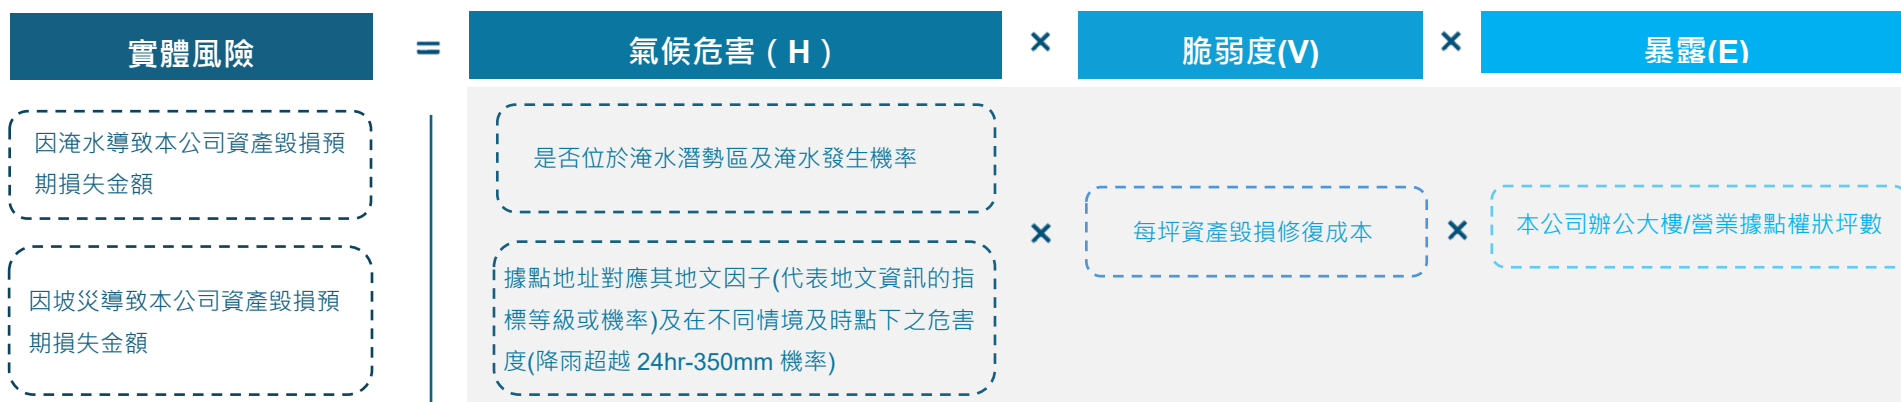 實體風險 = 氣候危害（H） × 脆弱度(V) × 暴露(E)
因淹水導致本公司資產毀損預
期損失金額
因坡災導致本公司資產毀損預
期損失金額
是否位於淹水潛勢區及淹水發生機率
據點地址對應其地文因子(代表地文資訊的指
標等級或機率)及在不同情境及時點下之危害
度(降雨超越 24hr-350mm 機率)
×
每坪資產毀損修復成本
×
本公司辦公大樓/營業據點權狀坪數